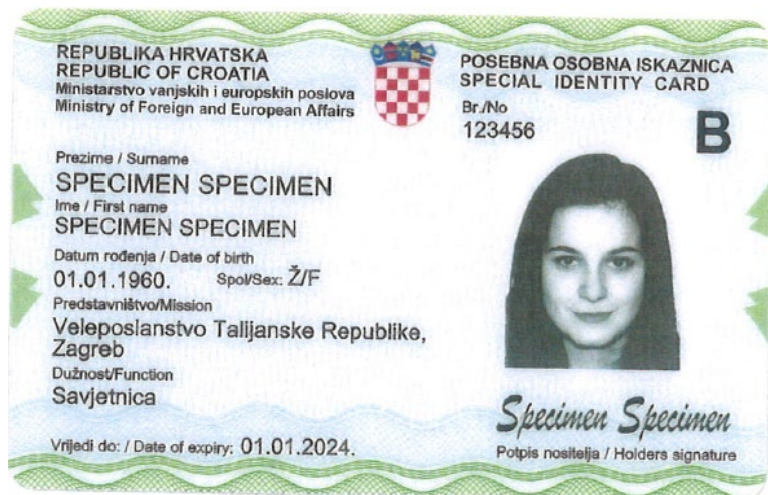 REPUBLIKA HRVATSKA
REPUBLIC OF CROATIA
Ministarstvo vanjskih i europskih poslova
Ministry of Foreign and European Affairs
POSEBNA OSOBNA ISKAZNICA
SPECIAL IDENTITY CARD
Br./No
123456
B
Prezime / Surname
SPECIMEN SPECIMEN
Ime / First name
SPECIMEN SPECIMEN
Datum rođenja / Date of birth
01.01.1960. Spol/Sex: Ž/F
Predstavništvo/Mission
Veleposlanstvo Talijanske Republike,
Zagreb
Dužnost/Function
Savjetnica
Vrijedi do: / Date of expiry: 01.01.2024.
Specimen Specimen
Potpis nositelja / Holders signature